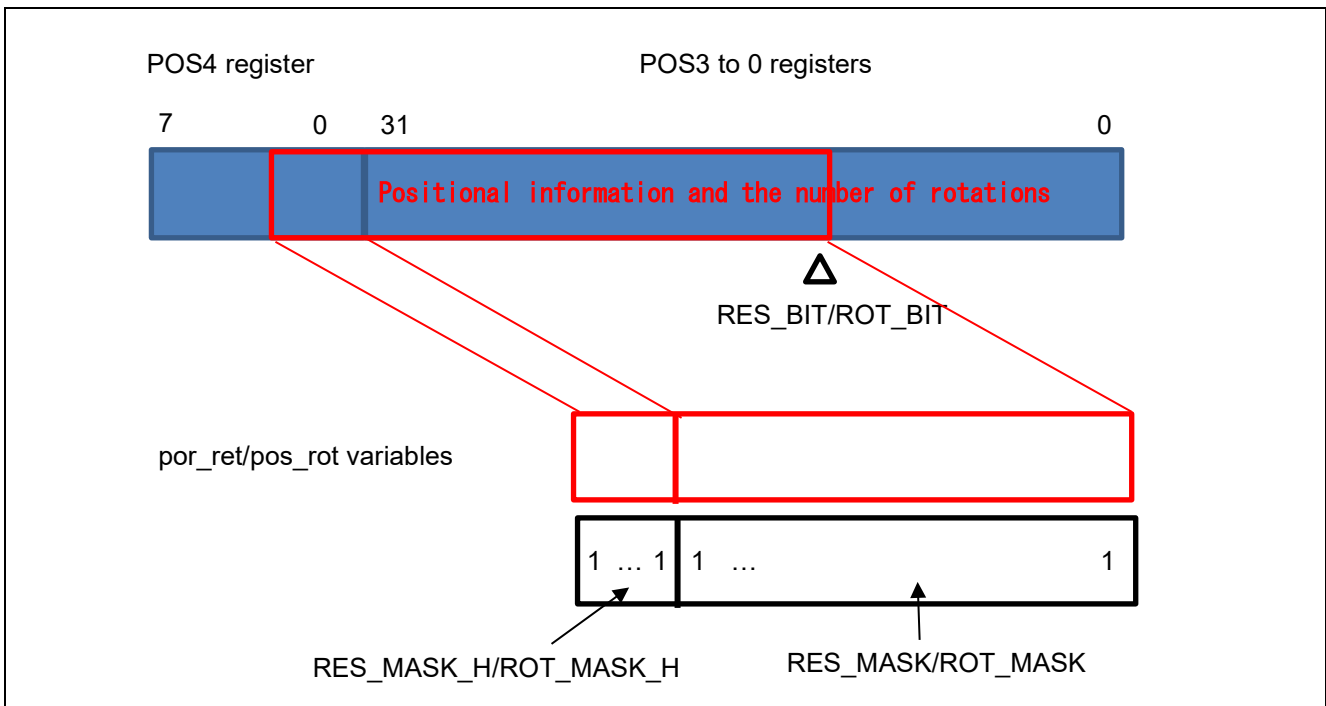 POS4 register POS3 to 0 registers
7 0 31 0
Positional information and the number of rotations
RES_BIT/ROT_BIT
por_ret/pos_rot variables
1 … 1 1 … 1
RES_MASK_H/ROT_MASK_H RES_MASK/ROT_MASK